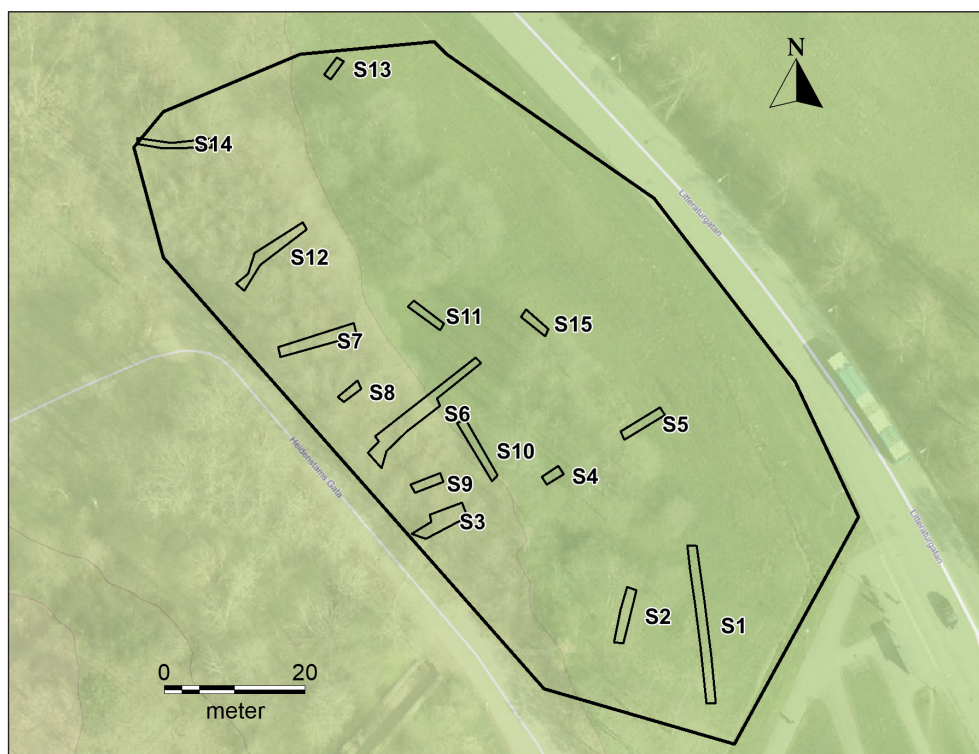 N
S13
Litteraturgatan
S14
S12
S11
S15
S7
S8
S6
S5
S10
S4
Heidenstams Gata
S9
S3
Litteraturgatan
S2
S1
0 20
meter